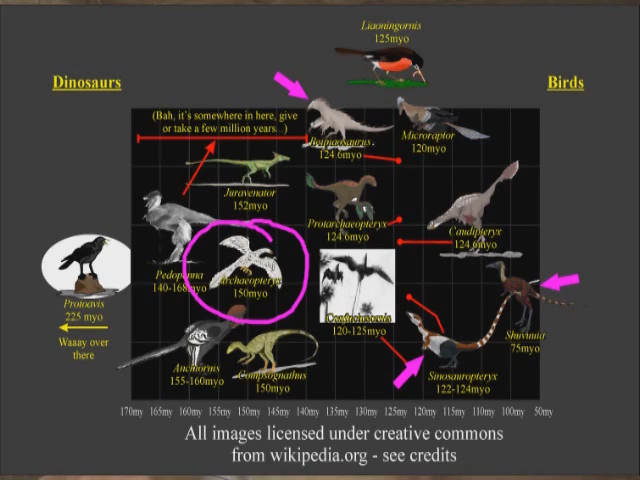 Liaoningornis
125myo
Dinosaurs
Birds
(Bah, it's somewhere in here, give
or take a few million years...)
Beipiaosaurus
124.6myo
Microraptor
120myo
Juravenator
152myo
Protarchaeopteryx
124.6myo
Caudipteryx
124.6myo
Pedopenna
140-168myo
Archaeopteryx
150myo
Protoavis
225 myo
Waaay over
there
Confuciusornis
120-125myo
Shuvuuia
75myo
Anchiornis
155-160myo
Compsognathus
150myo
Sinosauropteryx
122-124myo
170my 165my 160my 155my 150my 145my 140my 135my 130my 125my 115my 110my 100my 50my
All images licensed under creative commons
from wikipedia.org - see credits